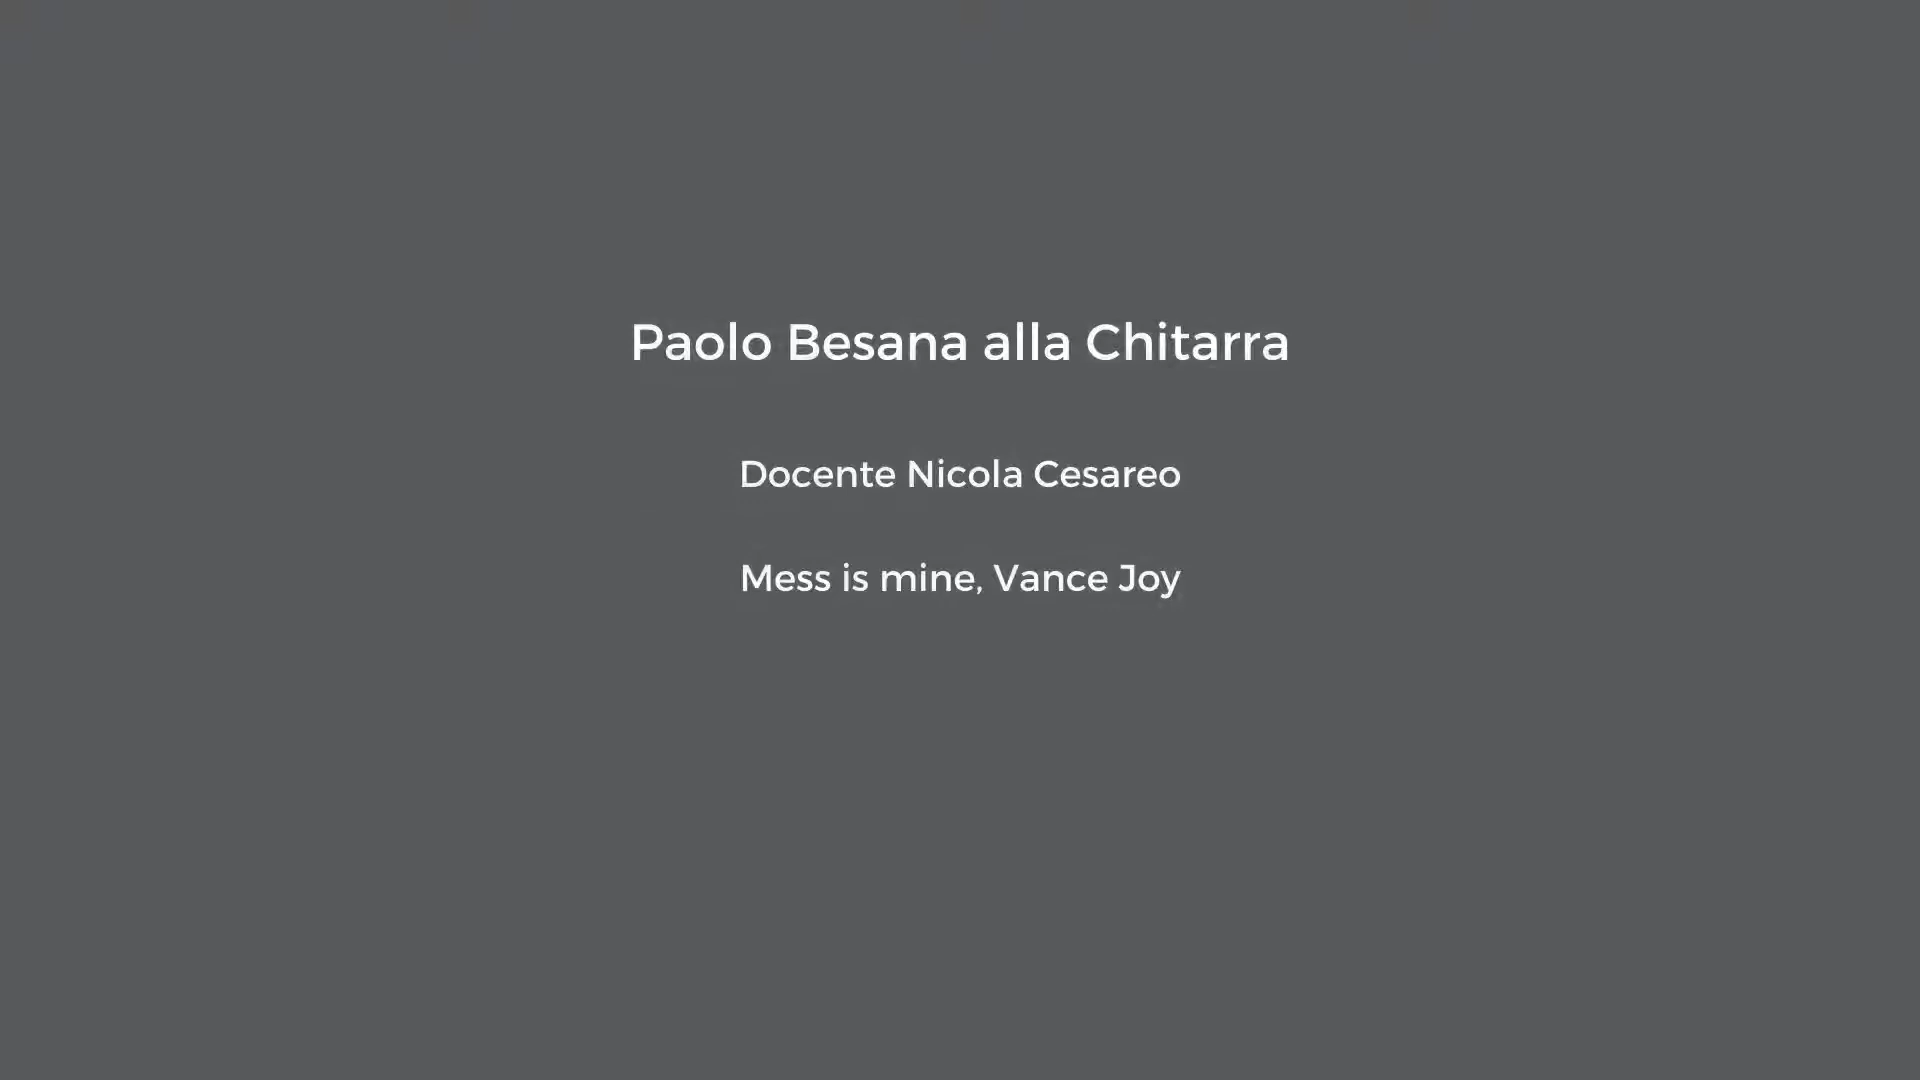 Paolo Besana alla Chitarra
Docente Nicola Cesareo
Mess is mine, Vance Joy